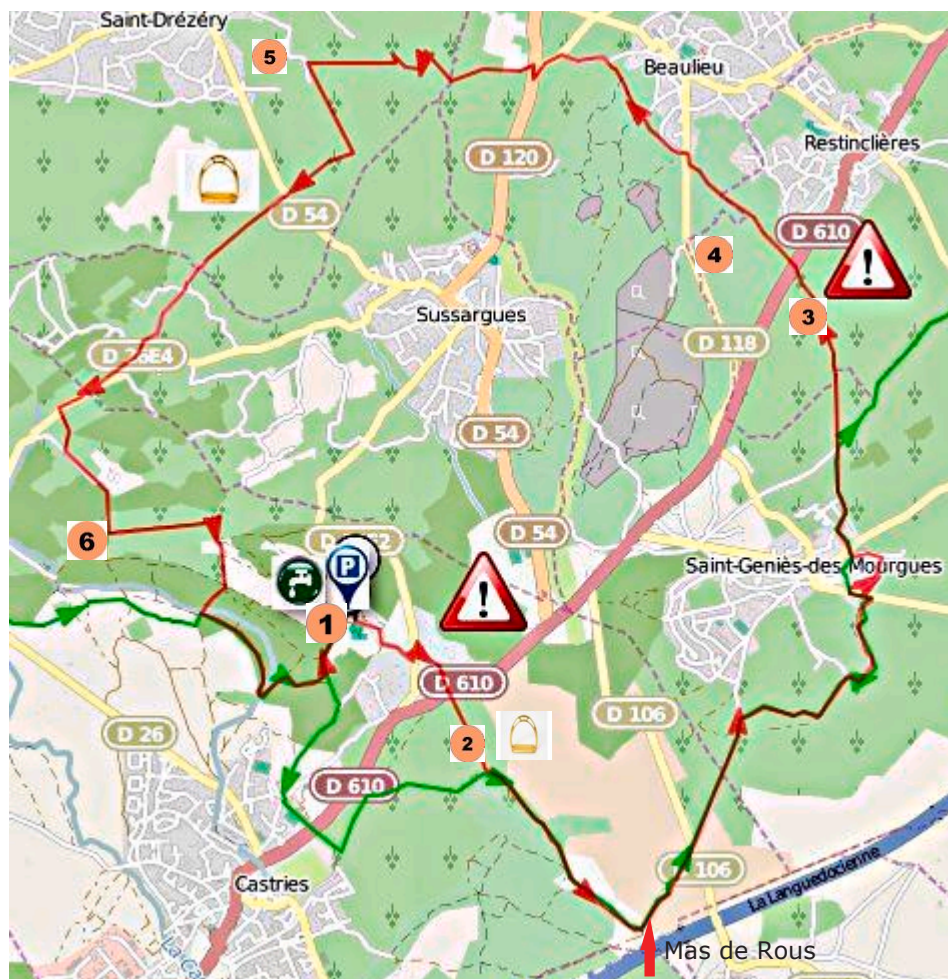 Saint-Drézéry
5
Beaulieu
Restinclières
D 120
D 54
D 610
4
3
Sussargues
D 118
D 26E4
D 54
6
D 54
P
Saint-Geniès-des Mourgues
1
D 610
D 106
D 26
2
D 610
Castries
106
La Languedocienne
Mas de Rous